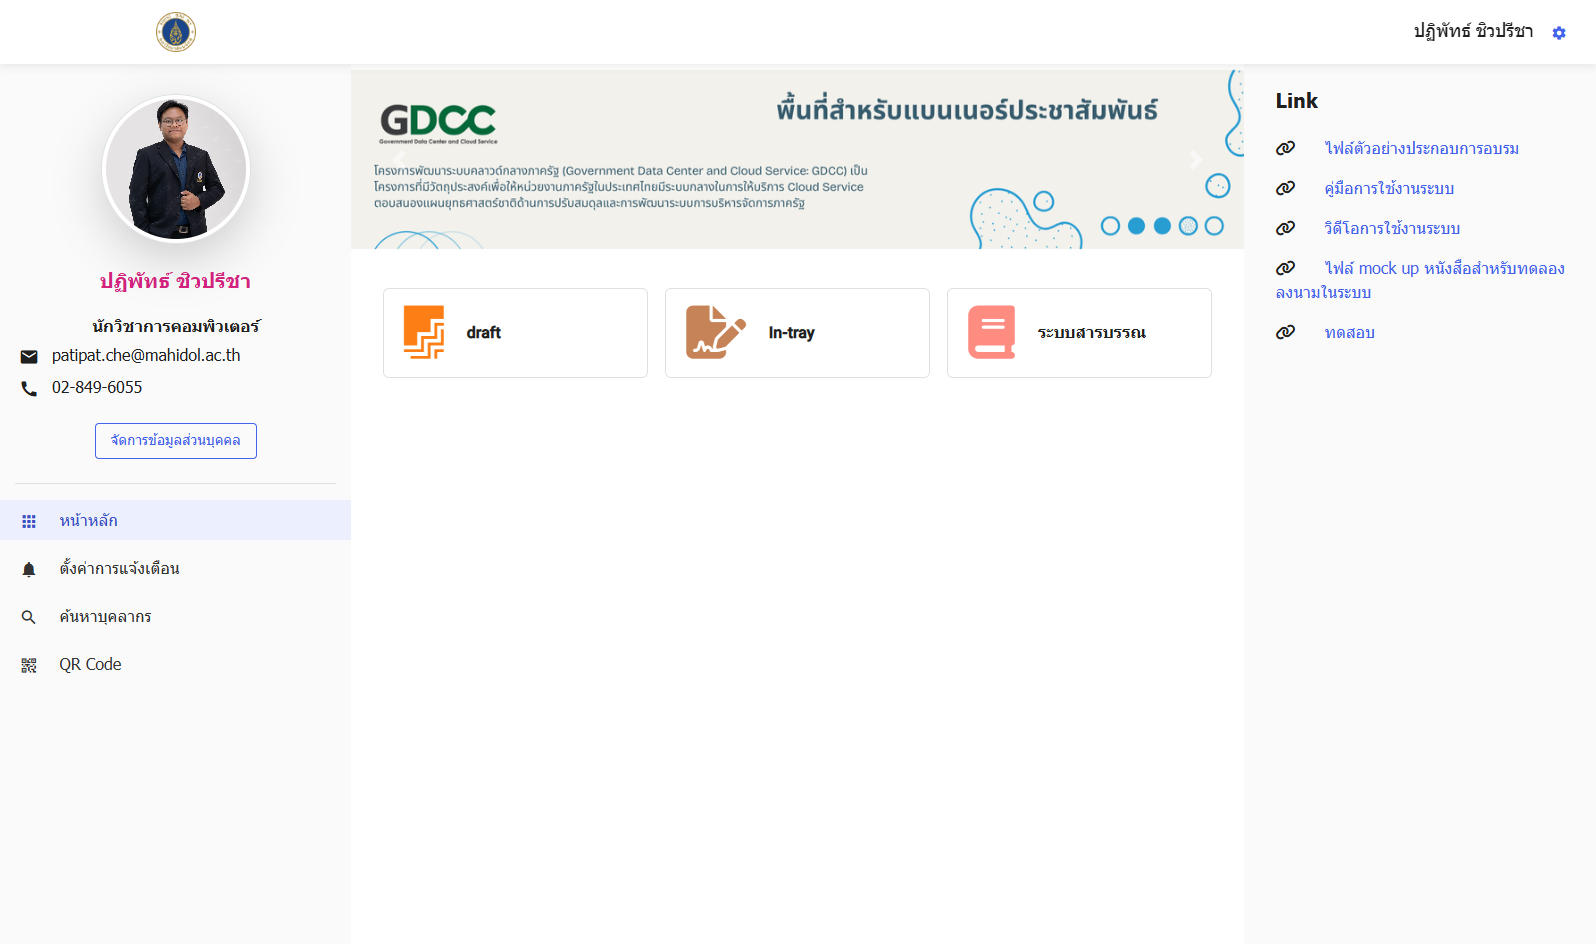 ปฏิพัทธ์ ชิวปรีชา
ปฏิพัทธ์ ชิวปรีชา
นักวิชาการคอมพิวเตอร์
patipat.che@mahidol.ac.th
02-849-6055
จัดการข้อมูลส่วนบุคคล
หน้าหลัก
ตั้งค่าการแจ้งเตือน
ค้นหาบุคลากร
QR Code
GDCC
Government Data Center and Cloud Service
พื้นที่สำหรับแบนเนอร์ประชาสัมพันธ์
โครงการพัฒนาระบบคลาวด์กลางภาครัฐ (Government Data Center and Cloud Service: GDCC) เป็น
โครงการที่มีวัตถุประสงค์เพื่อให้หน่วยงานภาครัฐในประเทศไทยมีระบบกลางในการให้บริการ Cloud Service
ตอบสนองแผนยุทธศาสตร์ชาติด้านการปรับสมดุลและการพัฒนาระบบการบริหารจัดการภาครัฐ
draft
In-tray
ระบบสารบรรณ
Link
ไฟล์ตัวอย่างประกอบการอบรม
คู่มือการใช้งานระบบ
วิดีโอการใช้งานระบบ
ไฟล์ mock up หนังสือสำหรับทดลอง
ลงนามในระบบ
ทดสอบ